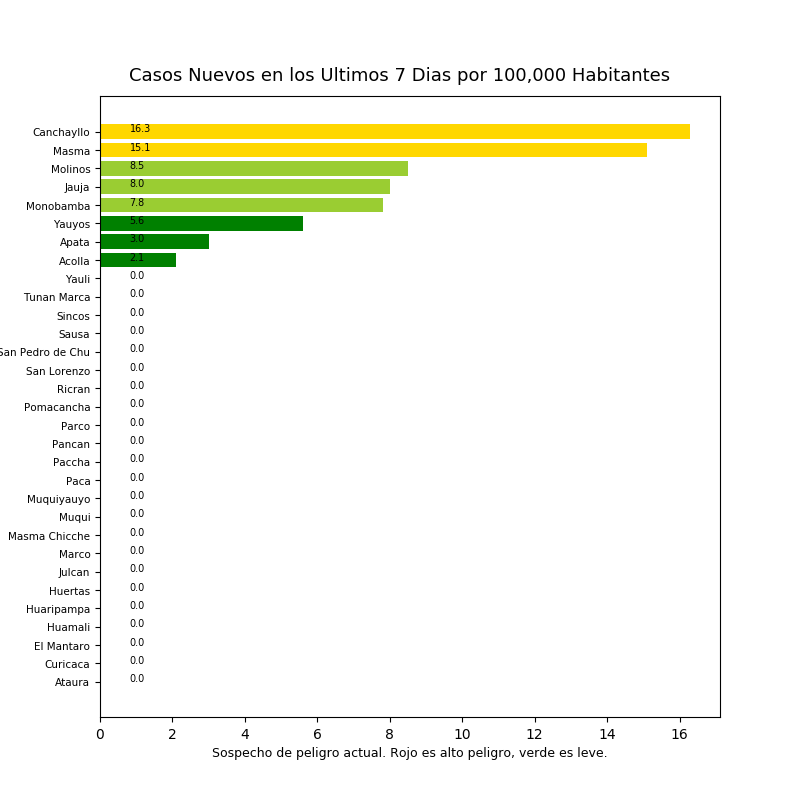 Casos Nuevos en los Ultimos 7 Dias por 100,000 Habitantes
Canchayllo 16.3
Masma 15.1
Molinos 8.5
Jauja 8.0
Monobamba 7.8
Yauyos 5.6
Apata 3.0
Acolla 2.1
Yauli 0.0
Tunan Marca 0.0
Sincos 0.0
Sausa 0.0
San Pedro de Chu 0.0
San Lorenzo 0.0
Ricran 0.0
Pomacancha 0.0
Parco 0.0
Pancan 0.0
Paccha 0.0
Paca 0.0
Muquiyauyo 0.0
Muqui 0.0
Masma Chicche 0.0
Marco 0.0
Julcan 0.0
Huertas 0.0
Huaripampa 0.0
Huamali 0.0
El Mantaro 0.0
Curicaca 0.0
Ataura 0.0
0 2 4 6 8 10 12 14 16
Sospecho de peligro actual. Rojo es alto peligro, verde es leve.